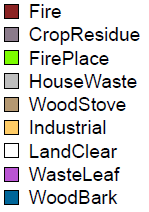 Fire
CropResidue
FirePlace
HouseWaste
WoodStove
Industrial
LandClear
WasteLeaf
WoodBark